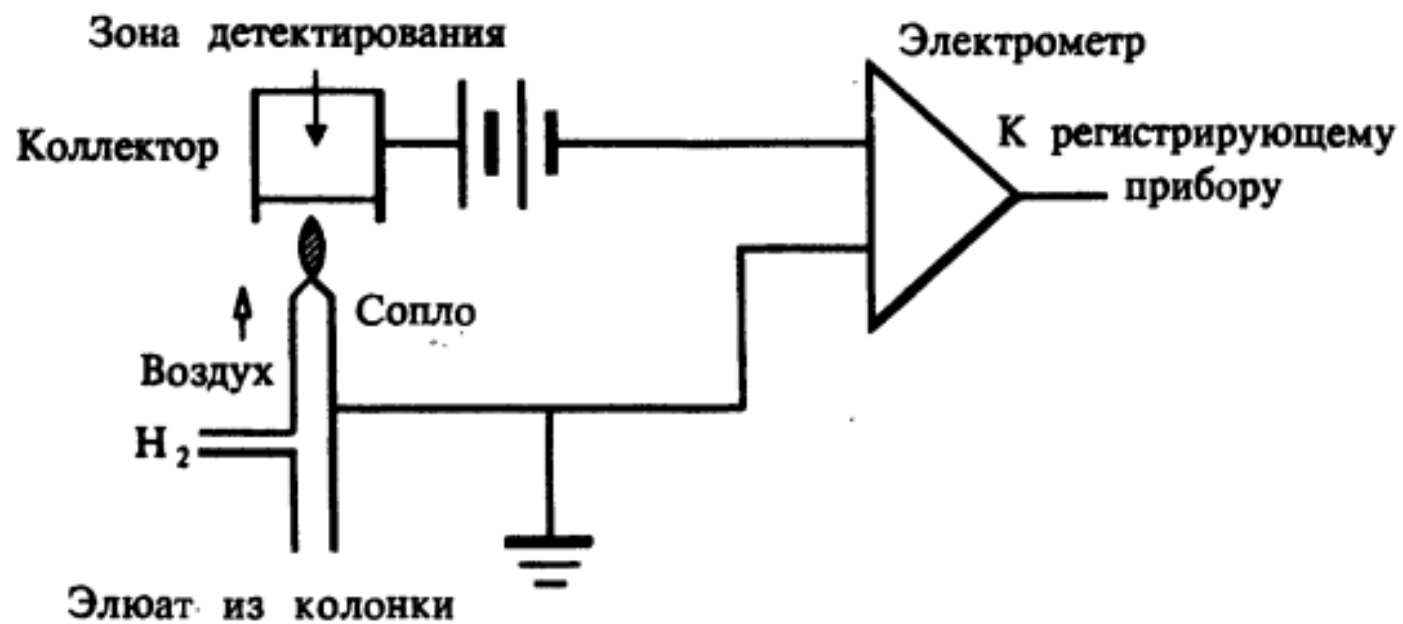 Зона детектирования
Электрометр
Коллектор
К регистрирующему
прибору
Сопло
Воздух
H₂
Элюат из колонки